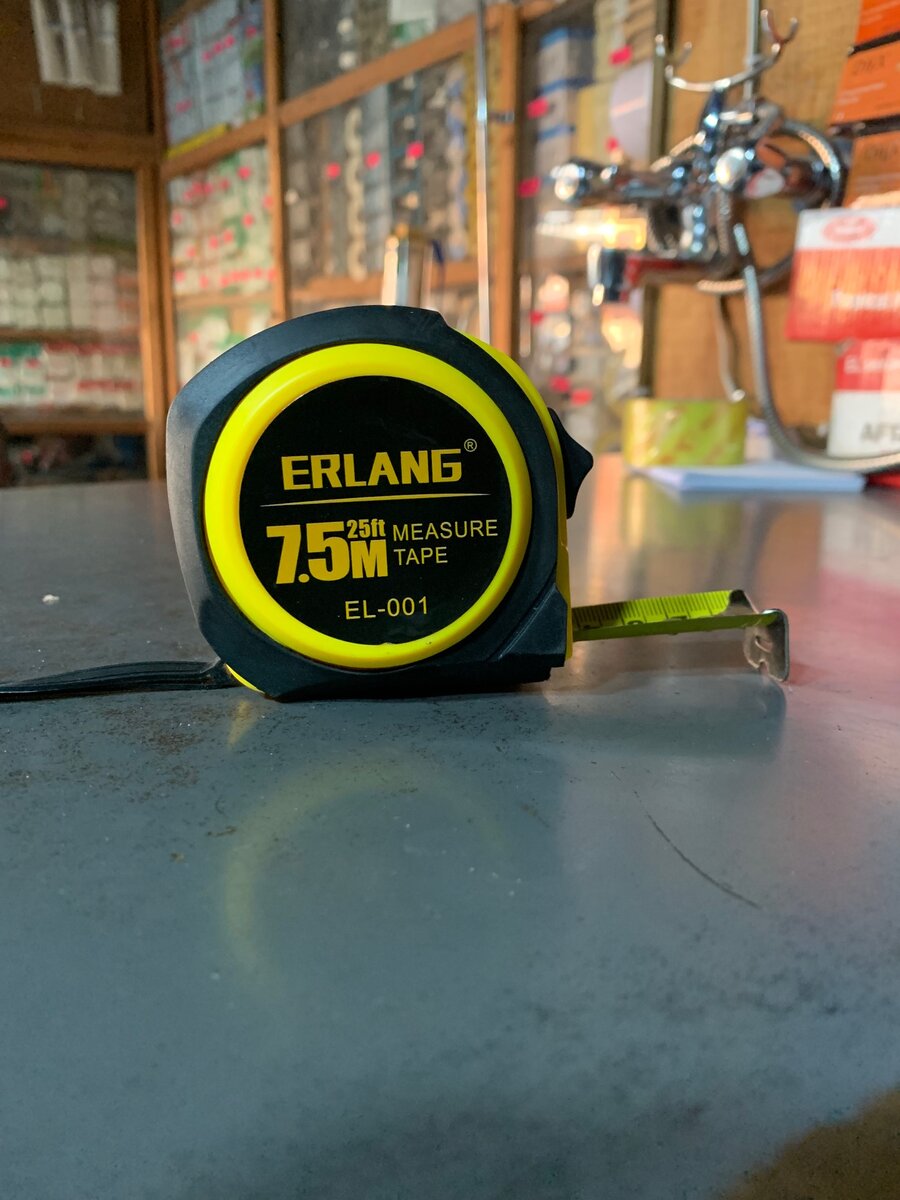 ERLANG®
7.5M 25ft MEASURE
TAPE
EL-001